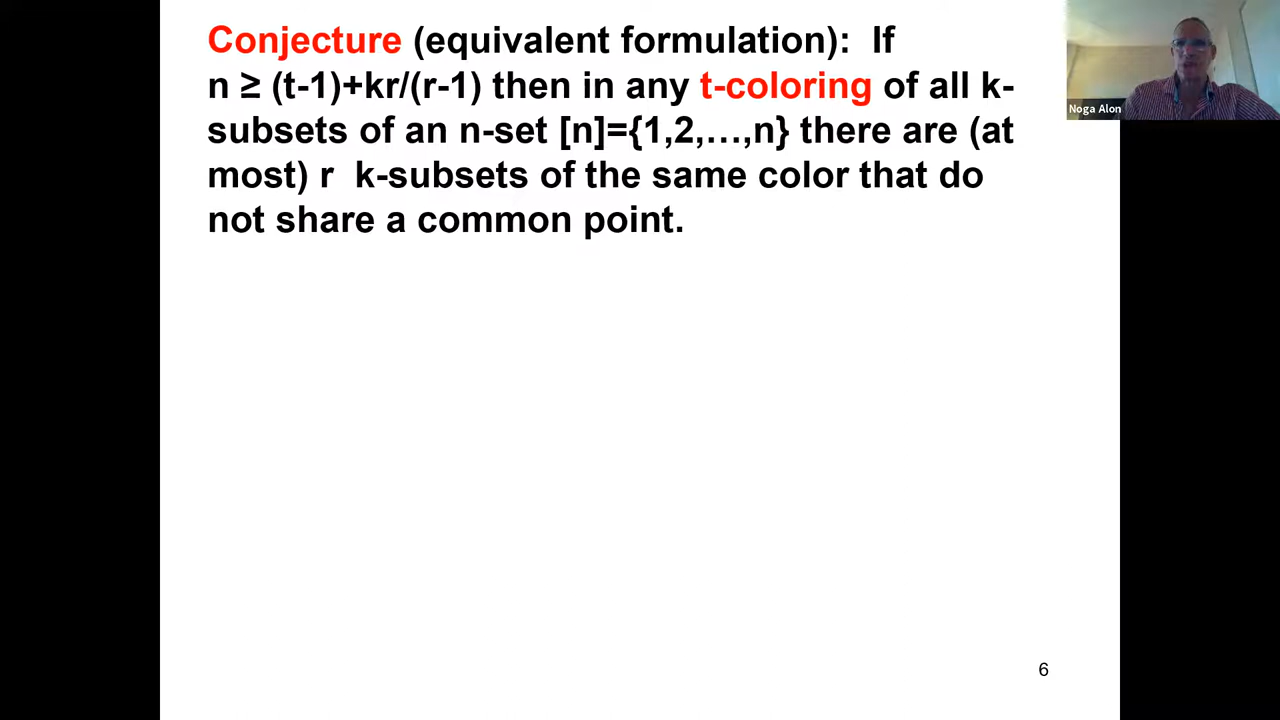 Conjecture (equivalent formulation): If
n ≥ (t-1)+kr/(r-1) then in any t-coloring of all k-
subsets of an n-set [n]={1,2,…,n} there are (at
most) r k-subsets of the same color that do
not share a common point.
Noga Alon
6